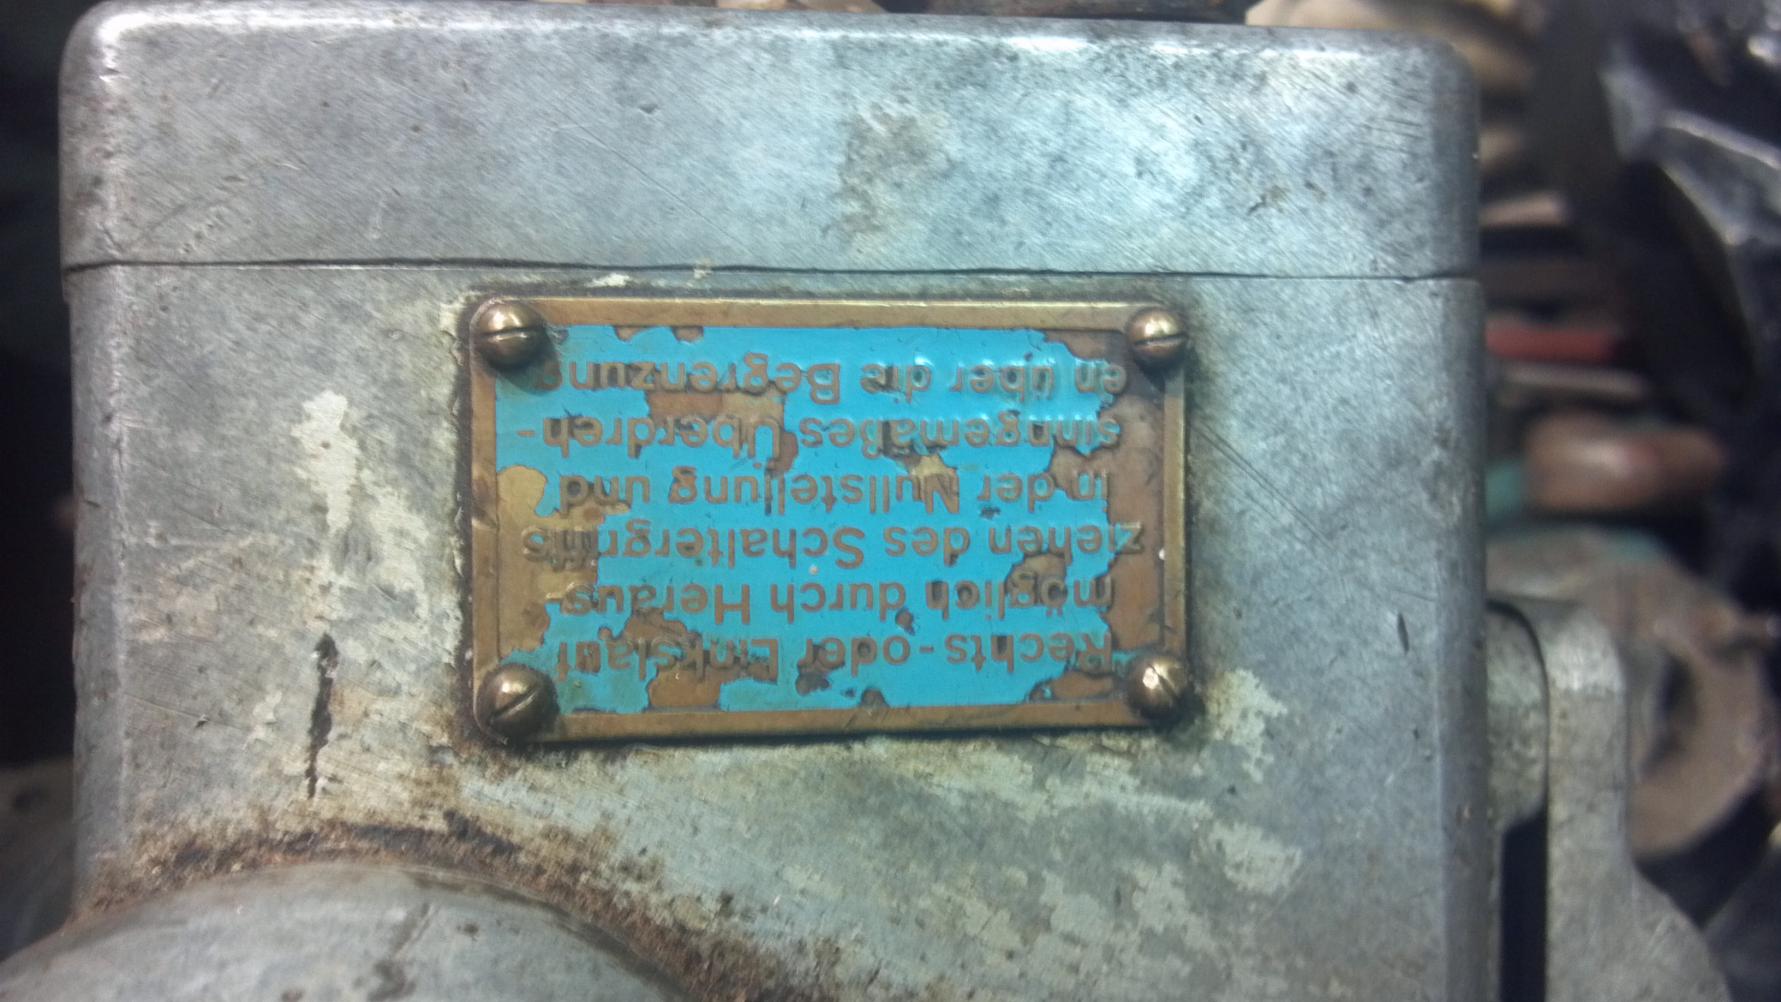 Rechts-oder Linkslauf
möglich durch Heraus-
ziehen des Schaltergriffs
in der Nullstellung und
sinngemäßes Überdreh-
en über die Begrenzung